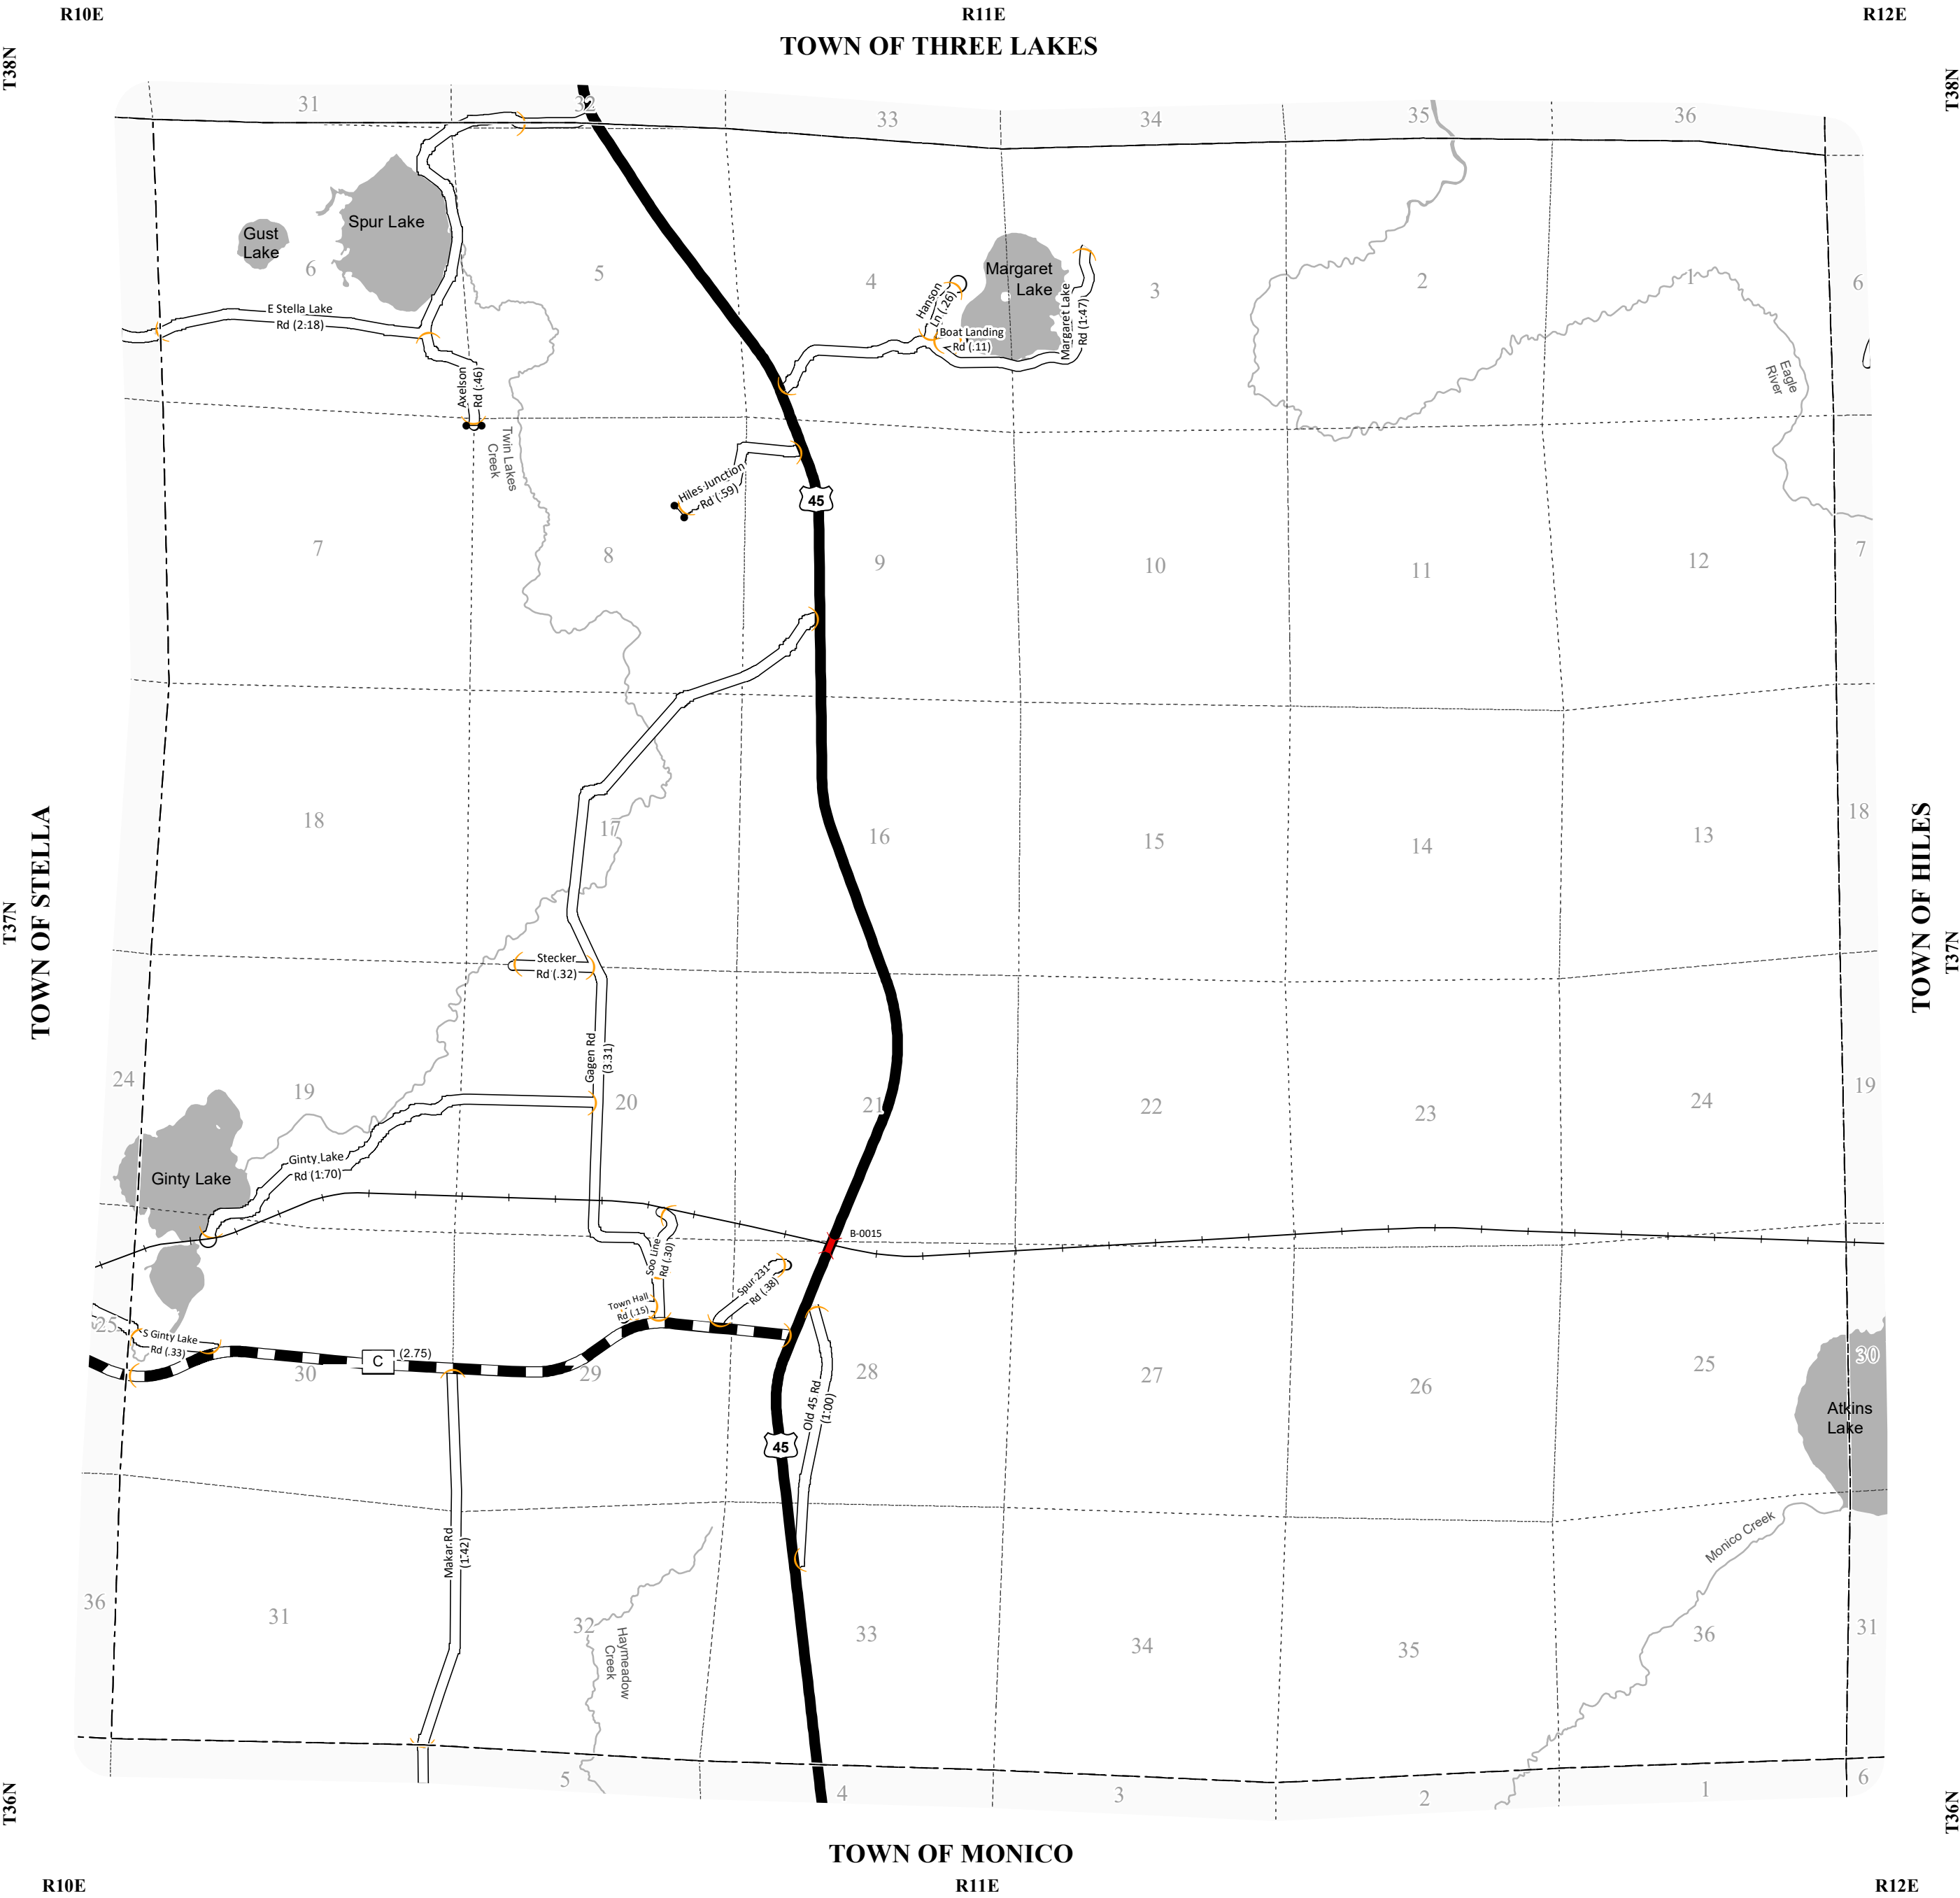 R10E
R11E
R12E
TOWN OF THREE LAKES
T38N
T38N
31
32
33
34
35
36
Spur Lake
Gust
Lake
6
5
4
Margaret
Lake
3
2
1
6
Hanson
Ln (.26)
Boat Landing
Rd (.11)
Margaret Lake
Rd (1.47)
E Stella Lake
Rd (2.18)
Axelson
Rd (.46)
Eagle
River
Twin Lakes
Creek
Hiles Junction
Rd (.59)
45
7
8
9
10
11
12
7
TOWN OF STELLA
TOWN OF HILES
18
17
16
15
14
13
18
T37N
T37N
Stecker
Rd (.32)
Gagen Rd
(3.31)
24
19
20
21
22
23
24
19
Ginty Lake
Ginty Lake
Rd (1.70)
B-0015
Soo Line
Rd (.30)
Spur 231
Rd (.38)
Town Hall
Rd (.15)
25
S Ginty Lake
Rd (.33)
C
(2.75)
30
29
28
27
26
25
30
Old 45 Rd
(1.00)
45
Atkins
Lake
Makar Rd
(1.42)
Monico Creek
36
31
32
33
34
35
36
31
Haymeadow
Creek
5
4
3
2
1
6
T36N
T36N
TOWN OF MONICO
R10E
R11E
R12E